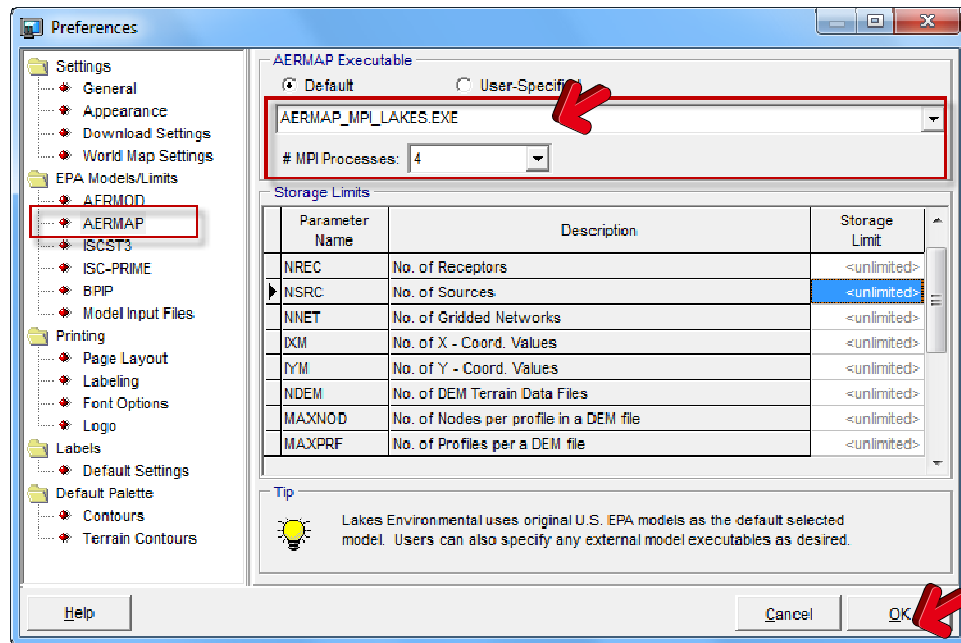 Preferences
Settings
General
Appearance
Download Settings
World Map Settings
EPA Models/Limits
AERMOD
AERMAP
ISCST3
ISC-PRIME
BPIP
Model Input Files
Printing
Page Layout
Labeling
Font Options
Logo
Labels
Default Settings
Default Palette
Contours
Terrain Contours
AERMAP Executable
Default User-Specified
AERMAP_MPI_LAKES.EXE
# MPI Processes: 4
Storage Limits
Parameter Name Description Storage Limit
NREC No. of Receptors <unlimited>
NSRC No. of Sources <unlimited>
NNET No. of Gridded Networks <unlimited>
IXM No. of X - Coord. Values <unlimited>
IYM No. of Y - Coord. Values <unlimited>
NDEM No. of DEM Terrain Data Files <unlimited>
MAXNOD No. of Nodes per profile in a DEM file <unlimited>
MAXPRF No. of Profiles per a DEM file <unlimited>
Tip
Lakes Environmental uses original U.S. EPA models as the default selected
model. Users can also specify any external model executables as desired.
Help Cancel OK